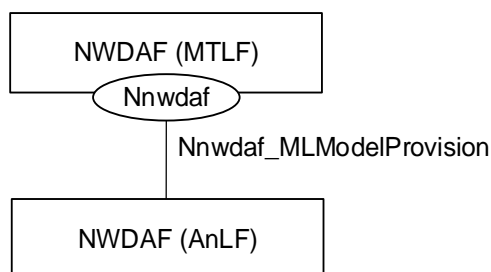 NWDAF (MTLF)
Nnwdaf
Nnwdaf_MLModelProvision
NWDAF (AnLF)